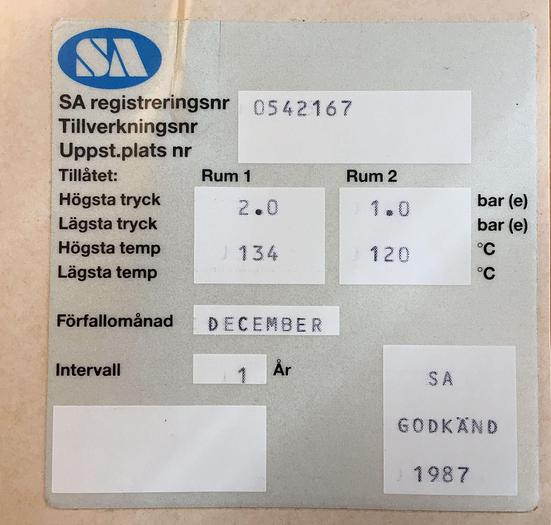 SA
SA registreringsnr 0542167
Tillverkningsnr
Uppst.plats nr
Tillåtet: Rum 1 Rum 2
Högsta tryck 2.0 1.0 bar (e)
Lägsta tryck bar (e)
Högsta temp 134 120 °C
Lägsta temp °C
Förfallomånad DECEMBER
Intervall 1 År
SA
GODKÄND
1987